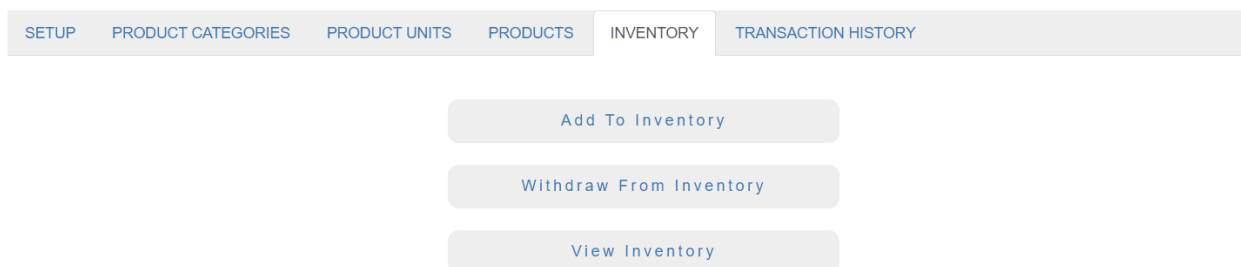 SETUP PRODUCT CATEGORIES PRODUCT UNITS PRODUCTS INVENTORY TRANSACTION HISTORY
Add To Inventory
Withdraw From Inventory
View Inventory